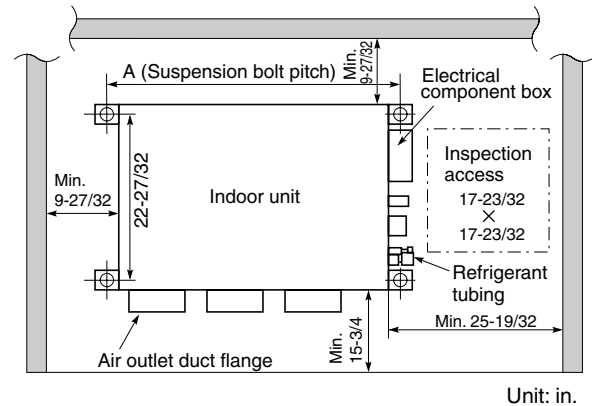 A (Suspension bolt pitch)
Min.
9-27/32
Electrical
component box
Inspection
access
17-23/32
×
17-23/32
Min.
9-27/32
22-27/32
Indoor unit
Refrigerant
tubing
Min. 25-19/32
Min.
15-3/4
Air outlet duct flange
Unit: in.